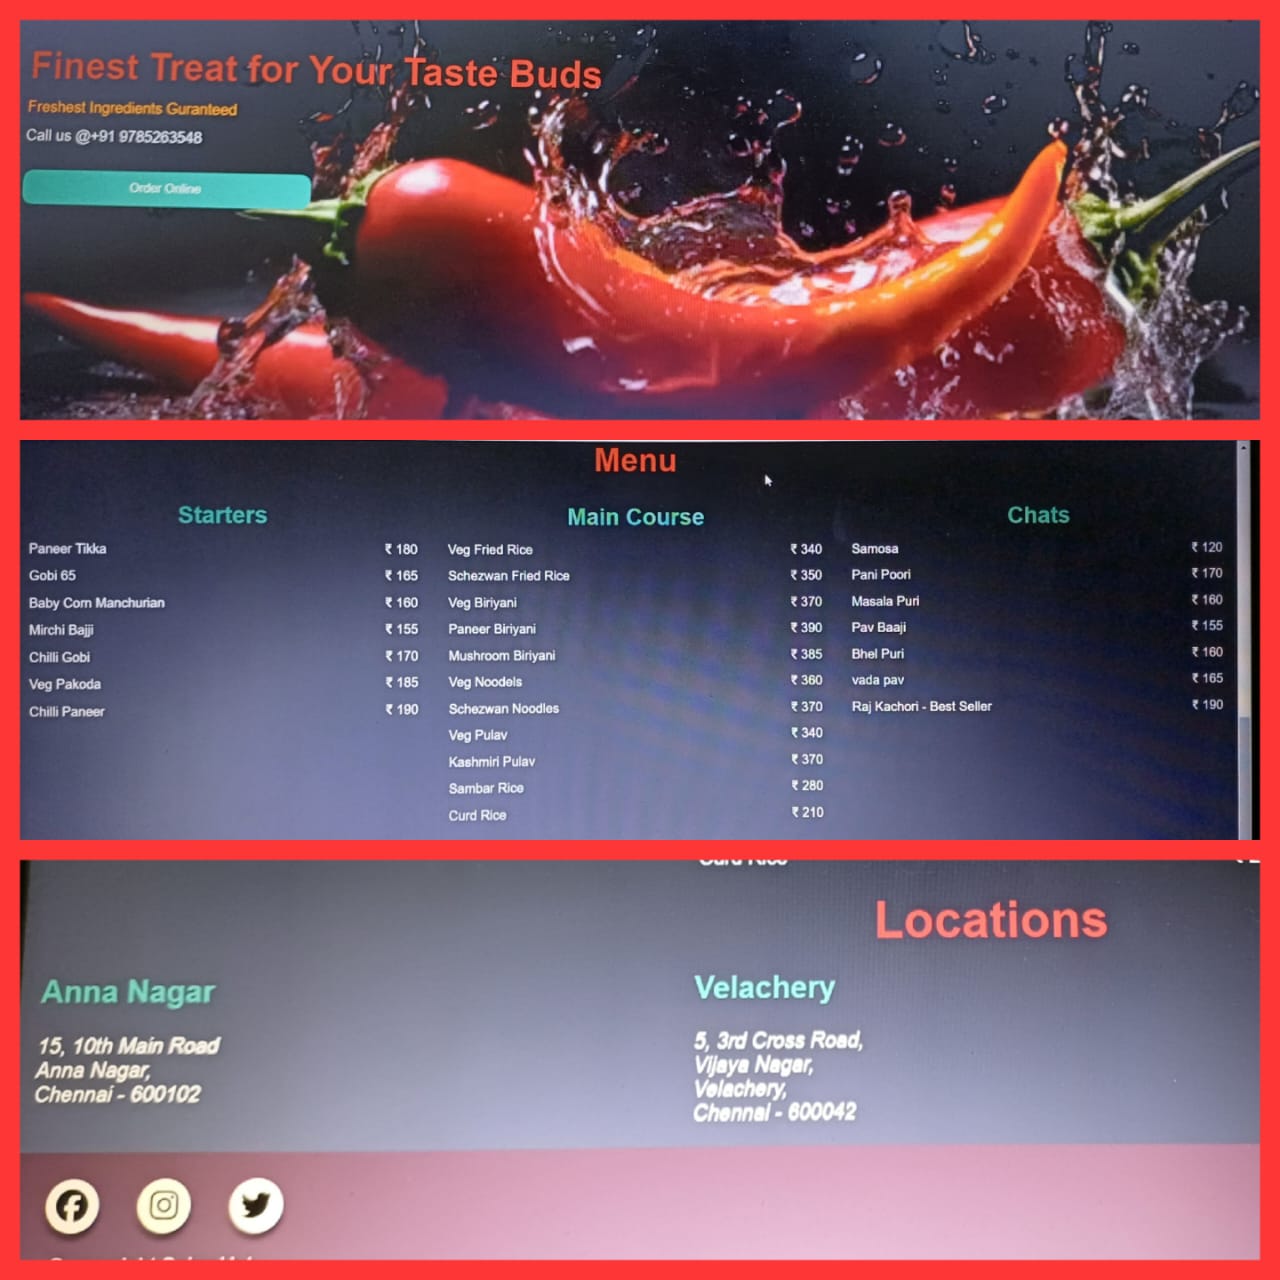 Finest Treat for Your Taste Buds
Freshest Ingredients Guranteed
Call us @+91 9785263548
Order Online
Menu
Starters
Paneer Tikka ₹ 180
Gobi 65 ₹ 165
Baby Corn Manchurian ₹ 160
Mirchi Bajji ₹ 155
Chilli Gobi ₹ 170
Veg Pakoda ₹ 185
Chilli Paneer ₹ 190
Main Course
Veg Fried Rice ₹ 340
Schezwan Fried Rice ₹ 350
Veg Biriyani ₹ 370
Paneer Biriyani ₹ 390
Mushroom Biriyani ₹ 385
Veg Noodels ₹ 360
Schezwan Noodles ₹ 370
Veg Pulav ₹ 340
Kashmiri Pulav ₹ 370
Sambar Rice ₹ 280
Curd Rice ₹ 210
Chats
Samosa ₹ 120
Pani Poori ₹ 170
Masala Puri ₹ 160
Pav Baaji ₹ 155
Bhel Puri ₹ 160
vada pav ₹ 165
Raj Kachori - Best Seller ₹ 190
Curd Rice
Locations
Anna Nagar
15, 10th Main Road
Anna Nagar,
Chennai - 600102
Velachery
5, 3rd Cross Road,
Vijaya Nagar,
Velachery,
Chennai - 600042